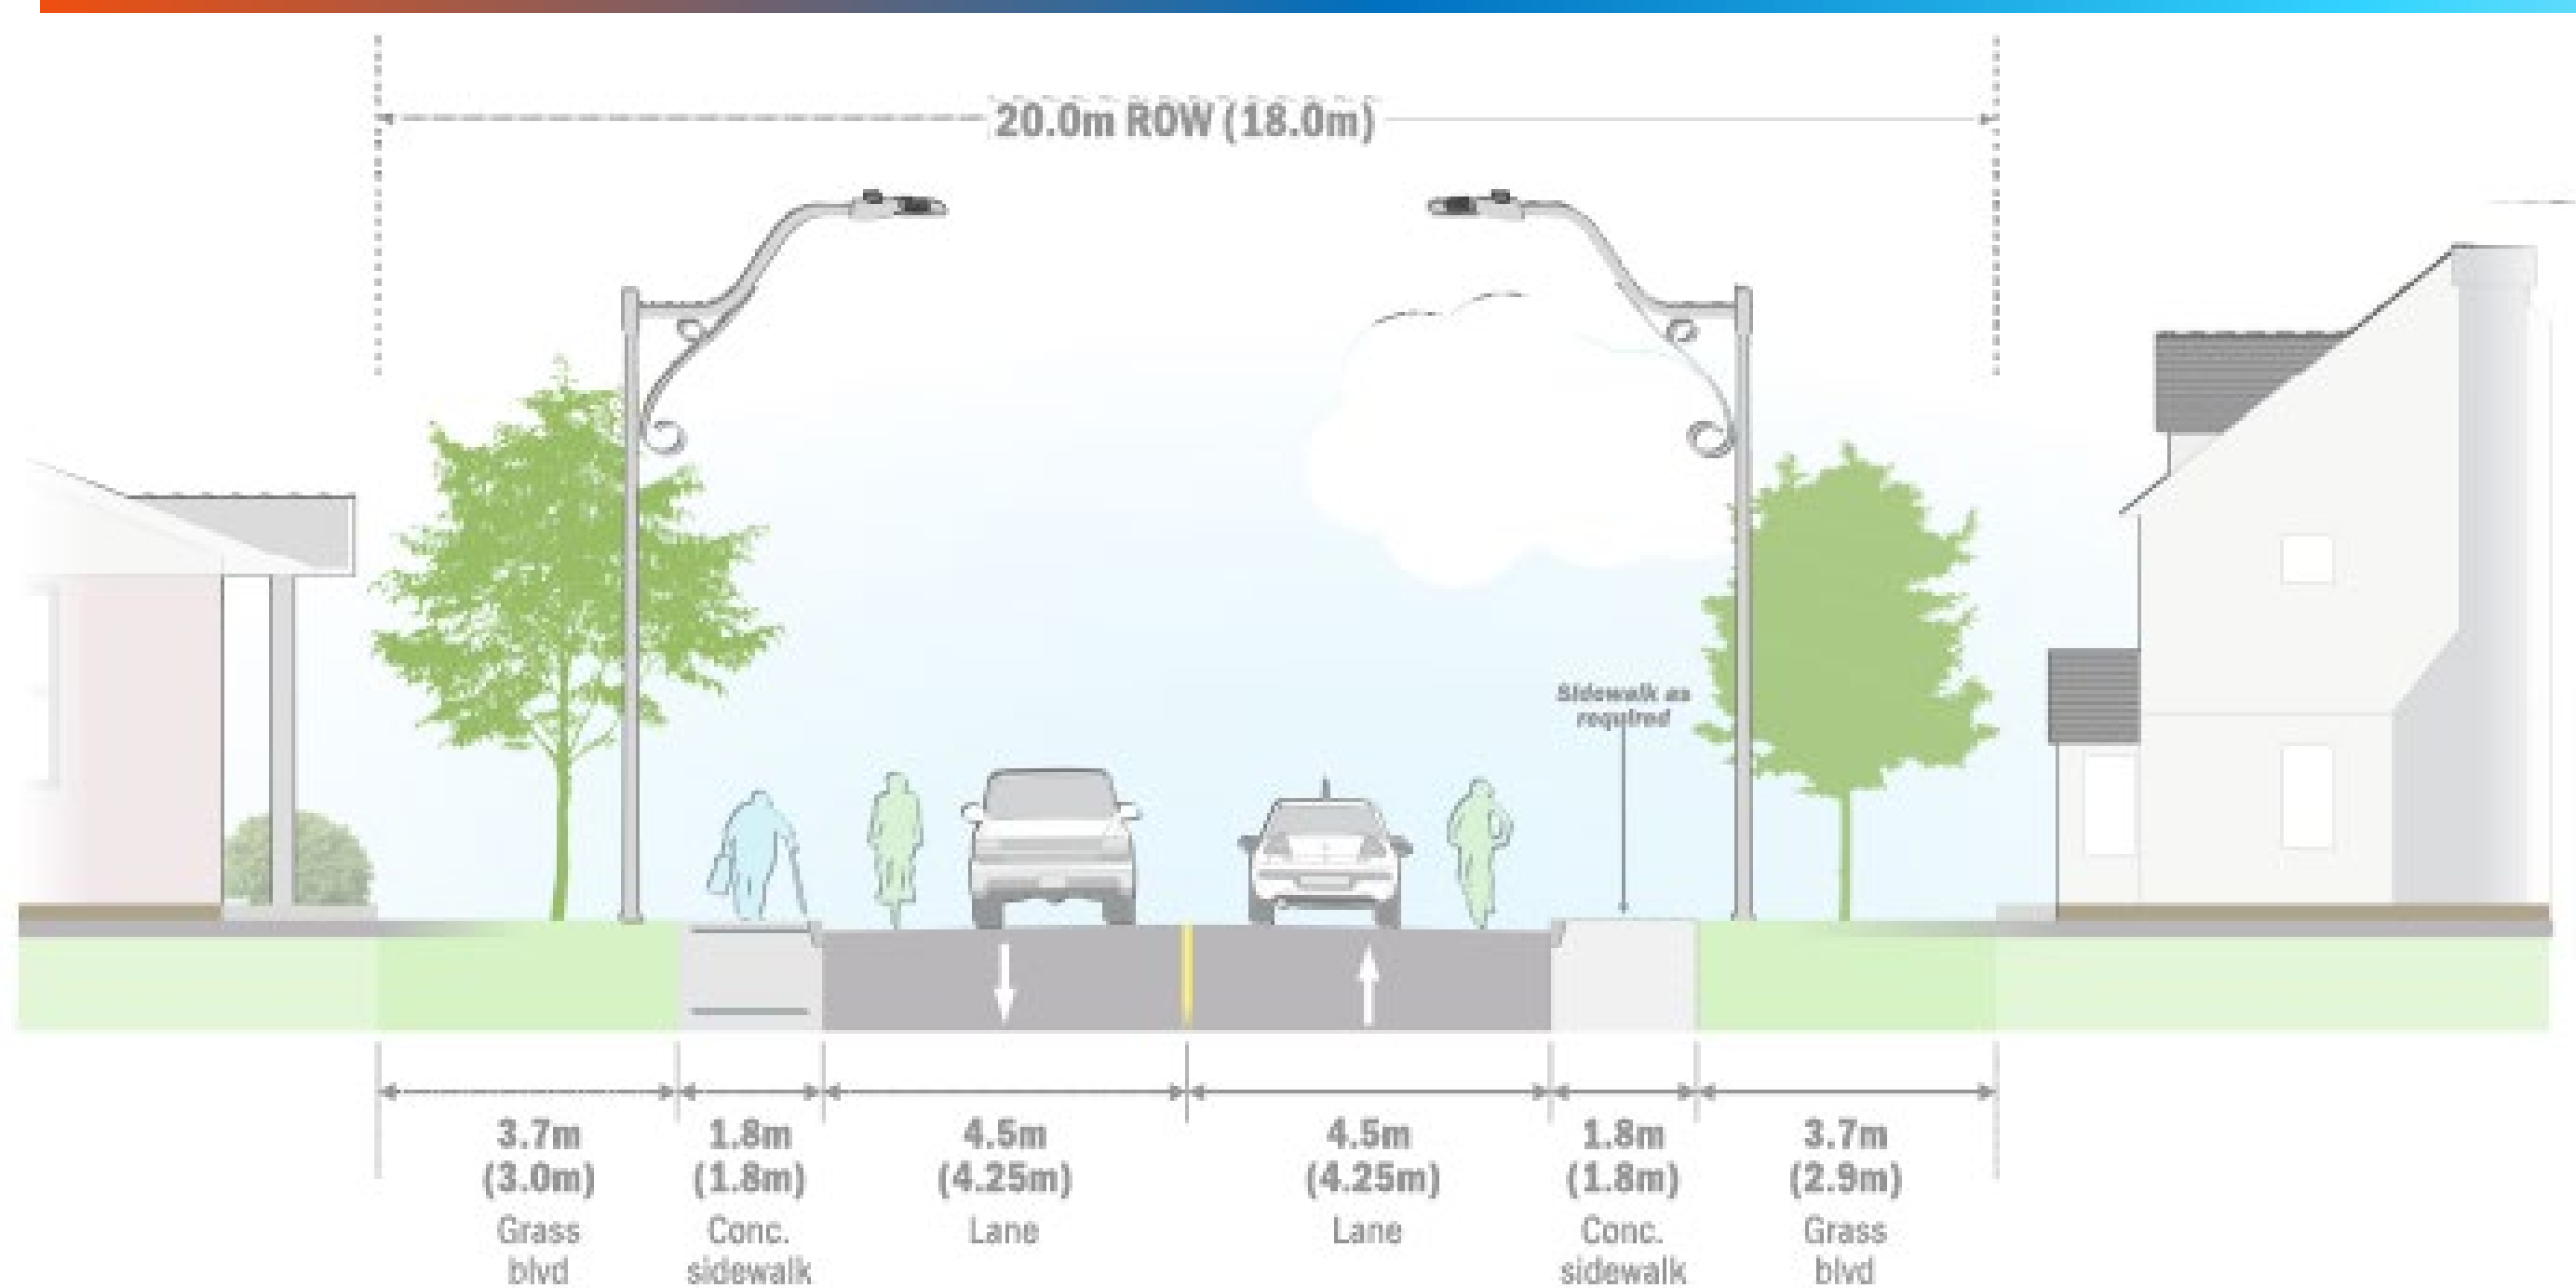 20.0m ROW (18.0m)
Sidewalk as
required
3.7m
(3.0m)
Grass
blvd
1.8m
(1.8m)
Conc.
sidewalk
4.5m
(4.25m)
Lane
4.5m
(4.25m)
Lane
1.8m
(1.8m)
Conc.
sidewalk
3.7m
(2.9m)
Grass
blvd